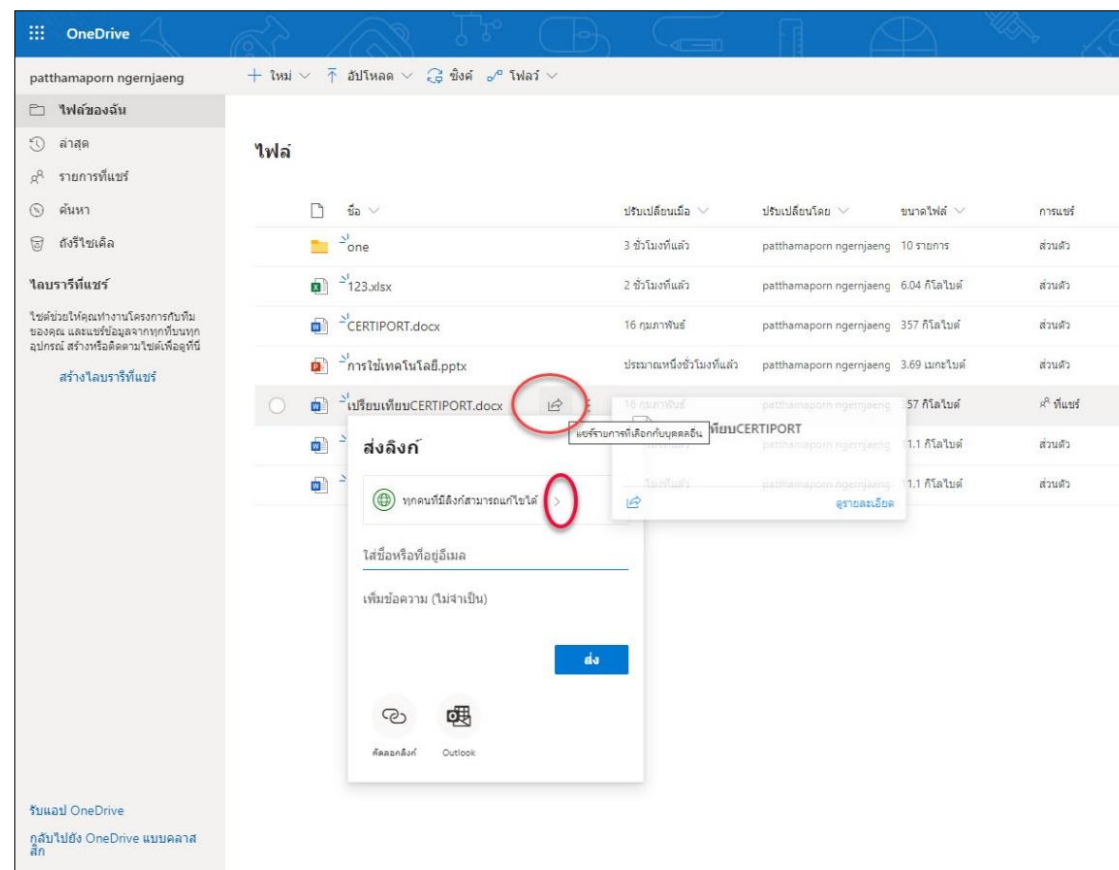 OneDrive
patthamaporn ngernjaeng
+ ใหม่ อัปโหลด ซิงค์ โฟลว์
ไฟล์ของฉัน
ล่าสุด
รายการที่แชร์
ค้นหา
ถังรีไซเคิล
ไลบรารีที่แชร์
ไซต์ช่วยให้คุณทำงานโครงการกับทีม
ของคุณ และแชร์ข้อมูลจากทุกที่บนทุก
อุปกรณ์ สร้างหรือติดตามไซต์เพื่อดูที่นี่
สร้างไลบรารีที่แชร์
รับแอป OneDrive
กลับไปยัง OneDrive แบบคลาส
สิก
ไฟล์
ชื่อ ปรับเปลี่ยนเมื่อ ปรับเปลี่ยนโดย ขนาดไฟล์ การแชร์
one 3 ชั่วโมงที่แล้ว patthamaporn ngernjaeng 10 รายการ ส่วนตัว
123.xlsx 2 ชั่วโมงที่แล้ว patthamaporn ngernjaeng 6.04 กิโลไบต์ ส่วนตัว
CERTIPORT.docx 16 กุมภาพันธ์ patthamaporn ngernjaeng 357 กิโลไบต์ ส่วนตัว
การใช้เทคโนโลยี.pptx ประมาณหนึ่งชั่วโมงที่แล้ว patthamaporn ngernjaeng 3.69 เมกะไบต์ ส่วนตัว
เปรียบเทียบCERTIPORT.docx 16 กุมภาพันธ์ patthamaporn ngernjaeng 57 กิโลไบต์ ที่แชร์
แชร์รายการที่เลือกกับบุคคลอื่น เทียบCERTIPORT
patthamaporn ngernjaeng 1.1 กิโลไบต์ ส่วนตัว
patthamaporn ngernjaeng 1.1 กิโลไบต์ ส่วนตัว
ดูรายละเอียด
ส่งลิงก์
ทุกคนที่มีลิงก์สามารถแก้ไขได้ >
ใส่ชื่อหรือที่อยู่อีเมล
เพิ่มข้อความ (ไม่จำเป็น)
ส่ง
คัดลอกลิงก์ Outlook